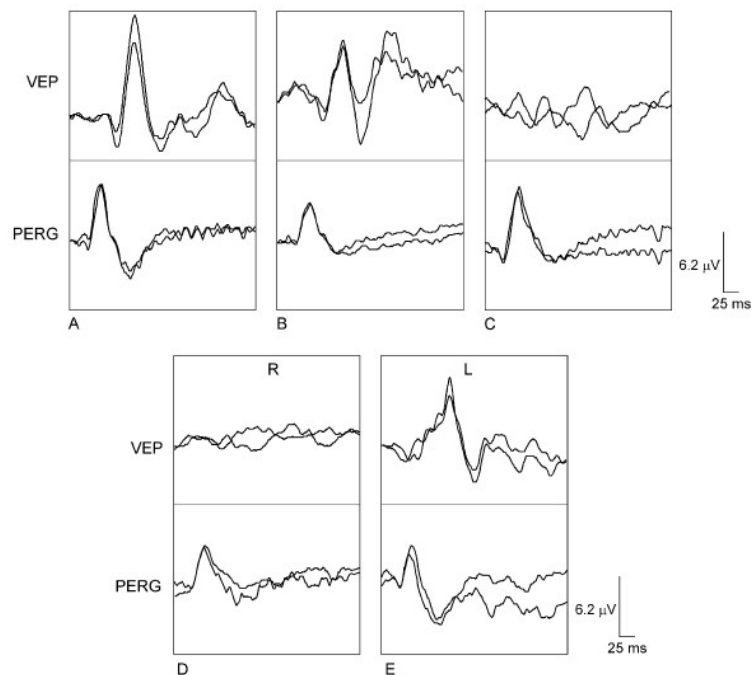 VEP
PERG
6.2 μV
25 ms
A B C
R L
VEP
PERG
6.2 μV
25 ms
D E